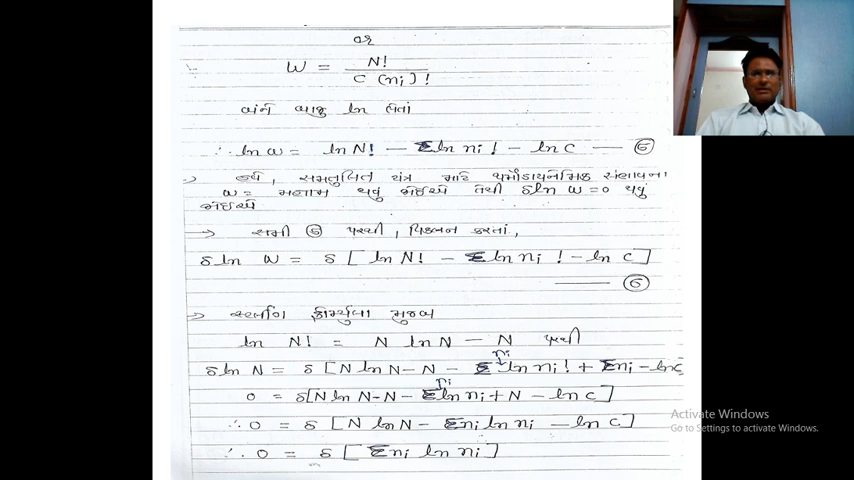 or
W = N! / C (ni)!
બંને બાજુ ln લેતાં
∴ ln ω = ln N! - Σ ln ni! - ln C — ⑤
→ હવે, સમતુલિત તંત્ર માટે થર્મોડાયનેમિક સંભાવના
ω = મહત્તમ થવું જોઈએ તેથી δ ln ω = 0 થવું
જોઈએ
→ સમી ⑤ પરથી, વિકલન કરતાં,
δ ln ω = δ [ ln N! - Σ ln ni! - ln C ]
— ⑥
→ સ્ટર્લીંગ ફોર્મ્યુલા મુજબ
ln N! = N ln N - N પરથી
δ ln N = δ [ N ln N - N - Σ ni ln ni! + Σ ni - ln C
0 = δ [ N ln N - N - Σ ni ln ni + N - ln C ]
∴ 0 = δ [ N ln N - Σ ni ln ni - ln C ]
∴ 0 = δ [ Σ ni ln ni ]
Activate Windows
Go to Settings to activate Windows.